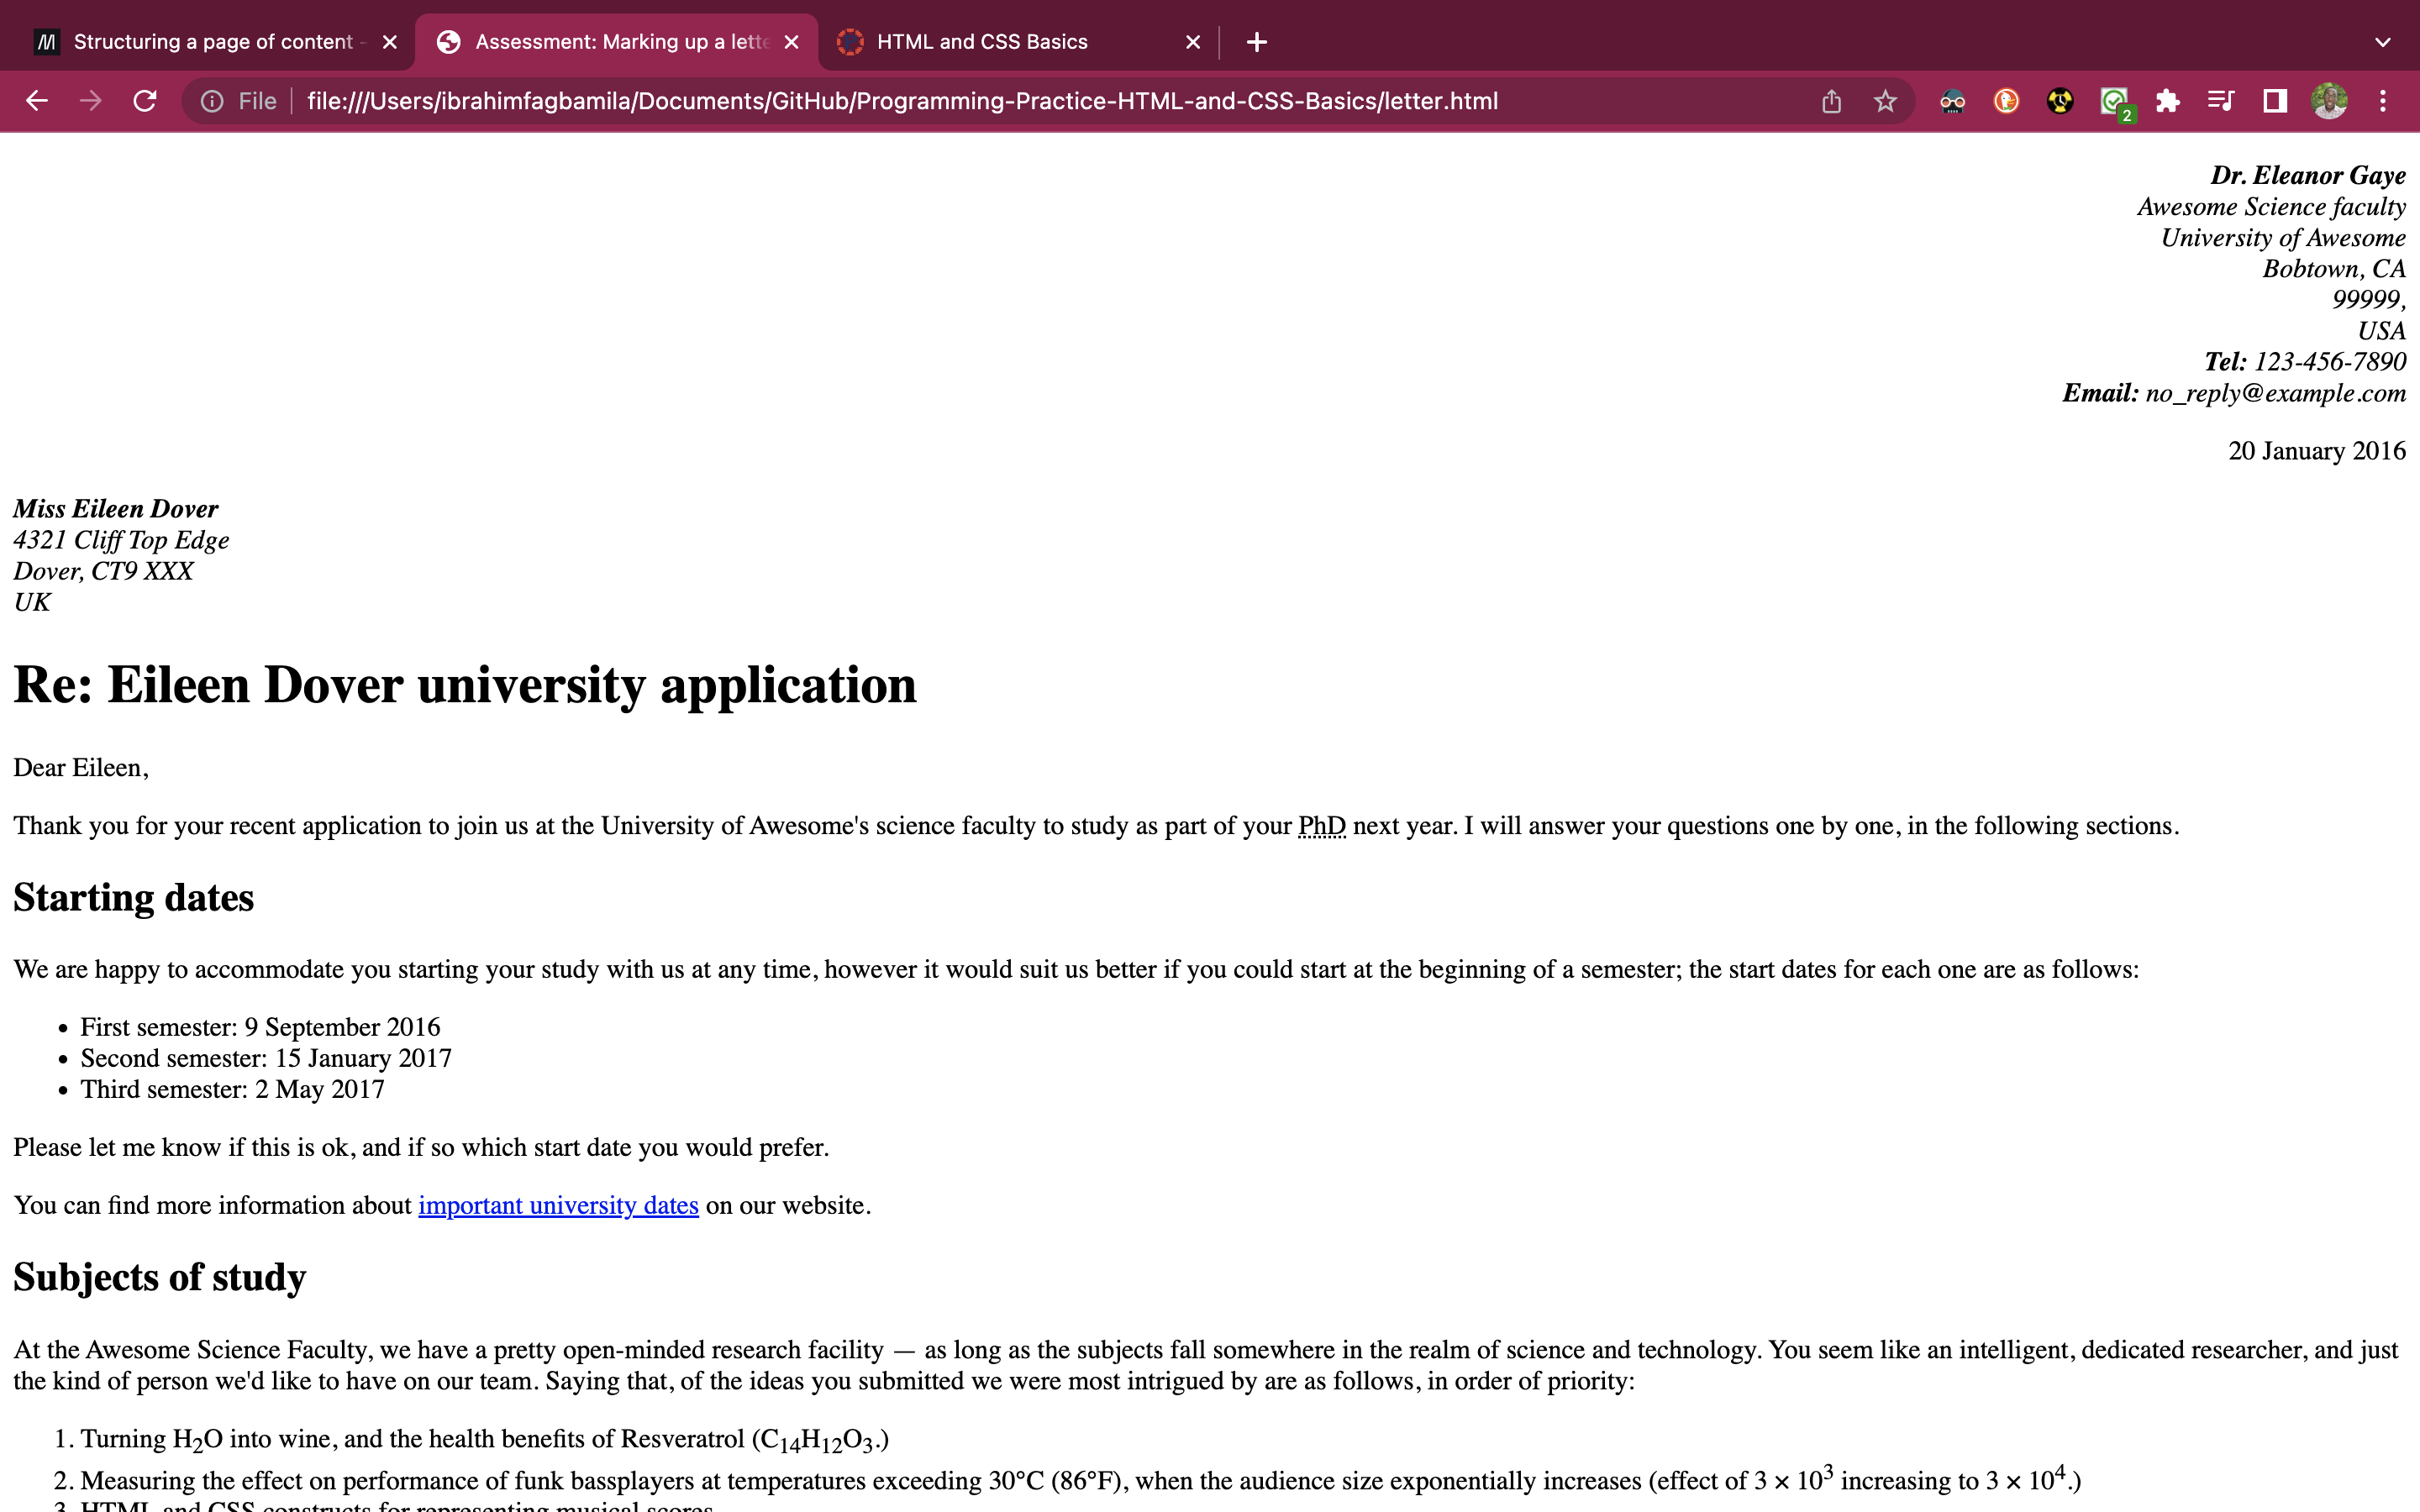 Structuring a page of content -
Assessment: Marking up a lette
HTML and CSS Basics
File
file:///Users/ibrahimfagbamila/Documents/GitHub/Programming-Practice-HTML-and-CSS-Basics/letter.html
2
Dr. Eleanor Gaye
Awesome Science faculty
University of Awesome
Bobtown, CA
99999,
USA
Tel: 123-456-7890
Email: no_reply@example.com
20 January 2016
Miss Eileen Dover
4321 Cliff Top Edge
Dover, CT9 XXX
UK
Re: Eileen Dover university application
Dear Eileen,
Thank you for your recent application to join us at the University of Awesome's science faculty to study as part of your PhD next year. I will answer your questions one by one, in the following sections.
Starting dates
We are happy to accommodate you starting your study with us at any time, however it would suit us better if you could start at the beginning of a semester; the start dates for each one are as follows:
• First semester: 9 September 2016
• Second semester: 15 January 2017
• Third semester: 2 May 2017
Please let me know if this is ok, and if so which start date you would prefer.
You can find more information about important university dates on our website.
Subjects of study
At the Awesome Science Faculty, we have a pretty open-minded research facility — as long as the subjects fall somewhere in the realm of science and technology. You seem like an intelligent, dedicated researcher, and just
the kind of person we'd like to have on our team. Saying that, of the ideas you submitted we were most intrigued by are as follows, in order of priority:
1. Turning H₂O into wine, and the health benefits of Resveratrol (C₁₄H₁₂O₃.)
2. Measuring the effect on performance of funk bassplayers at temperatures exceeding 30°C (86°F), when the audience size exponentially increases (effect of 3 × 10³ increasing to 3 × 10⁴.)
3. HTML and CSS constructs for representing musical scores